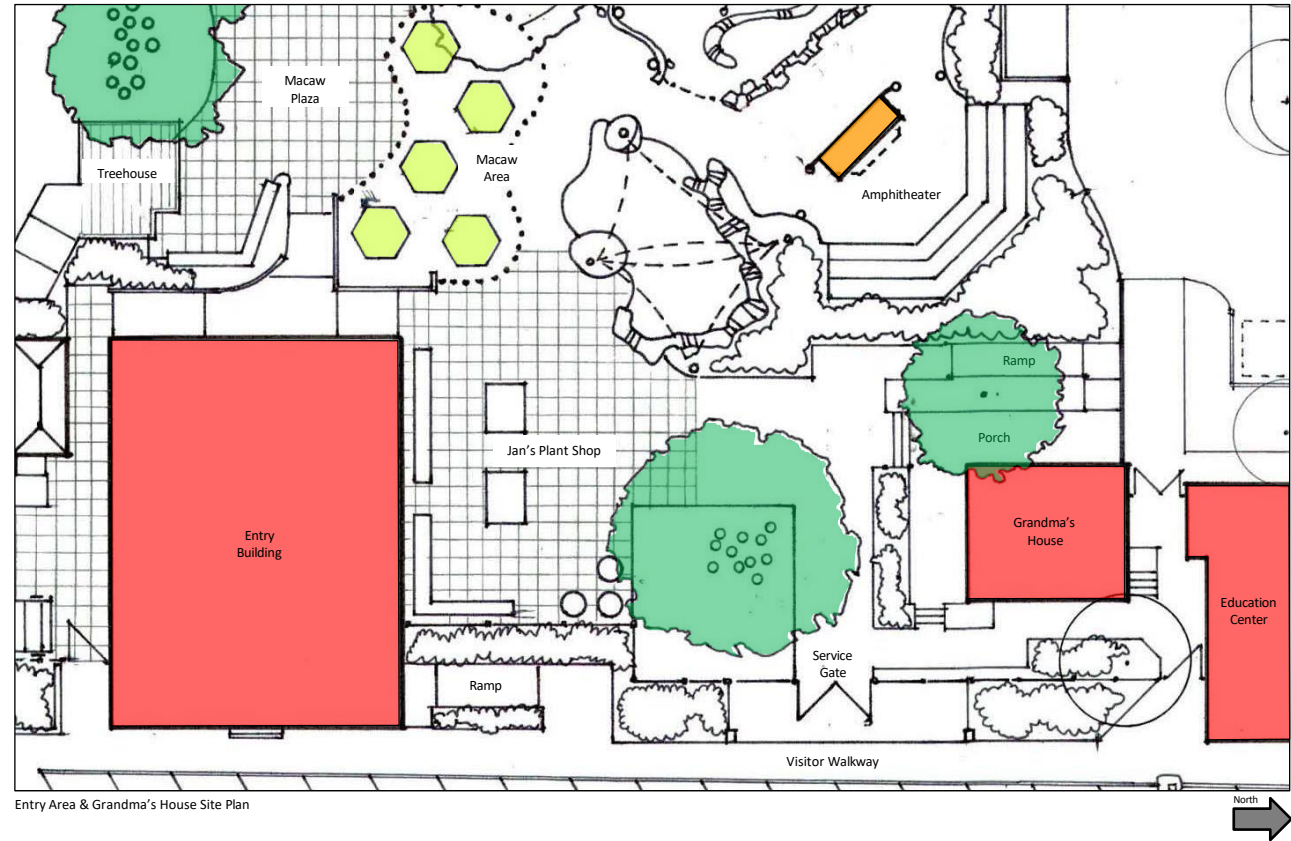 Macaw
Plaza
Treehouse
Macaw
Area
Amphitheater
Ramp
Porch
Jan's Plant Shop
Entry
Building
Grandma's
House
Education
Center
Service
Gate
Ramp
Visitor Walkway
Entry Area & Grandma's House Site Plan
North